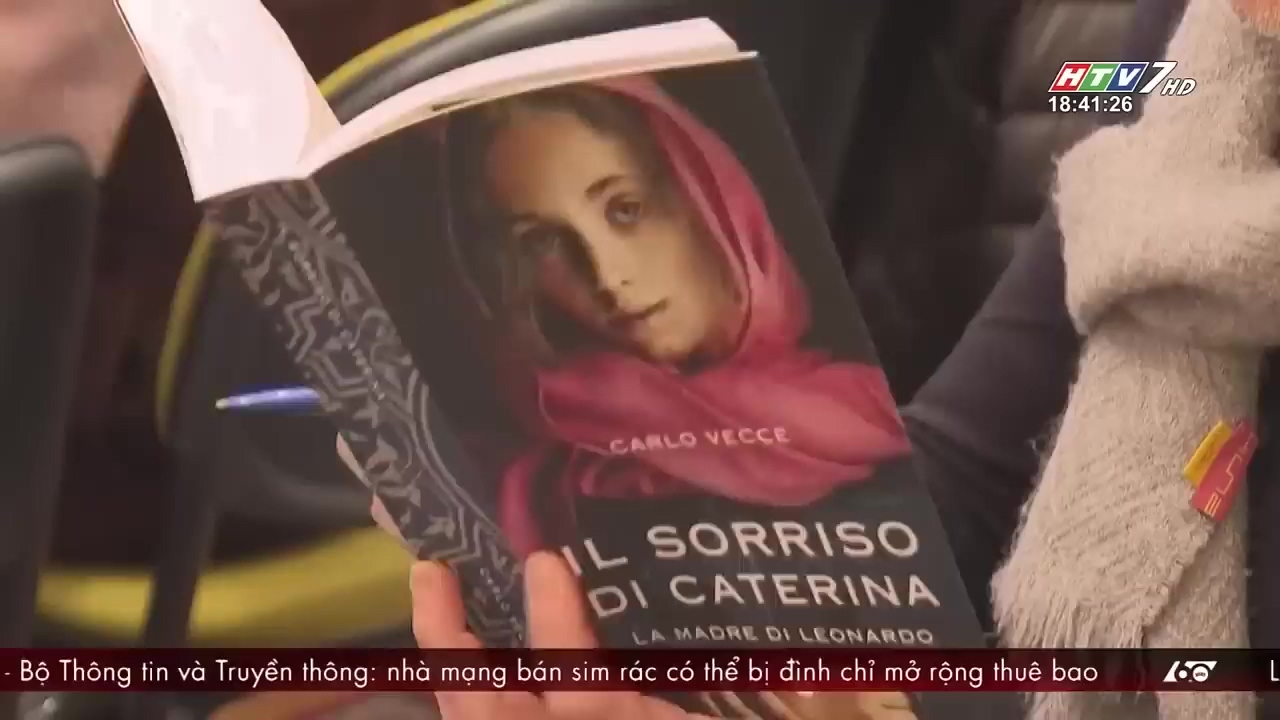 HTV7 HD
18:41:26
CARLO VECCE
IL SORRISO
DI CATERINA
LA MADRE DI LEONARDO
- Bộ Thông tin và Truyền thông: nhà mạng bán sim rác có thể bị đình chỉ mở rộng thuê bao
60
L